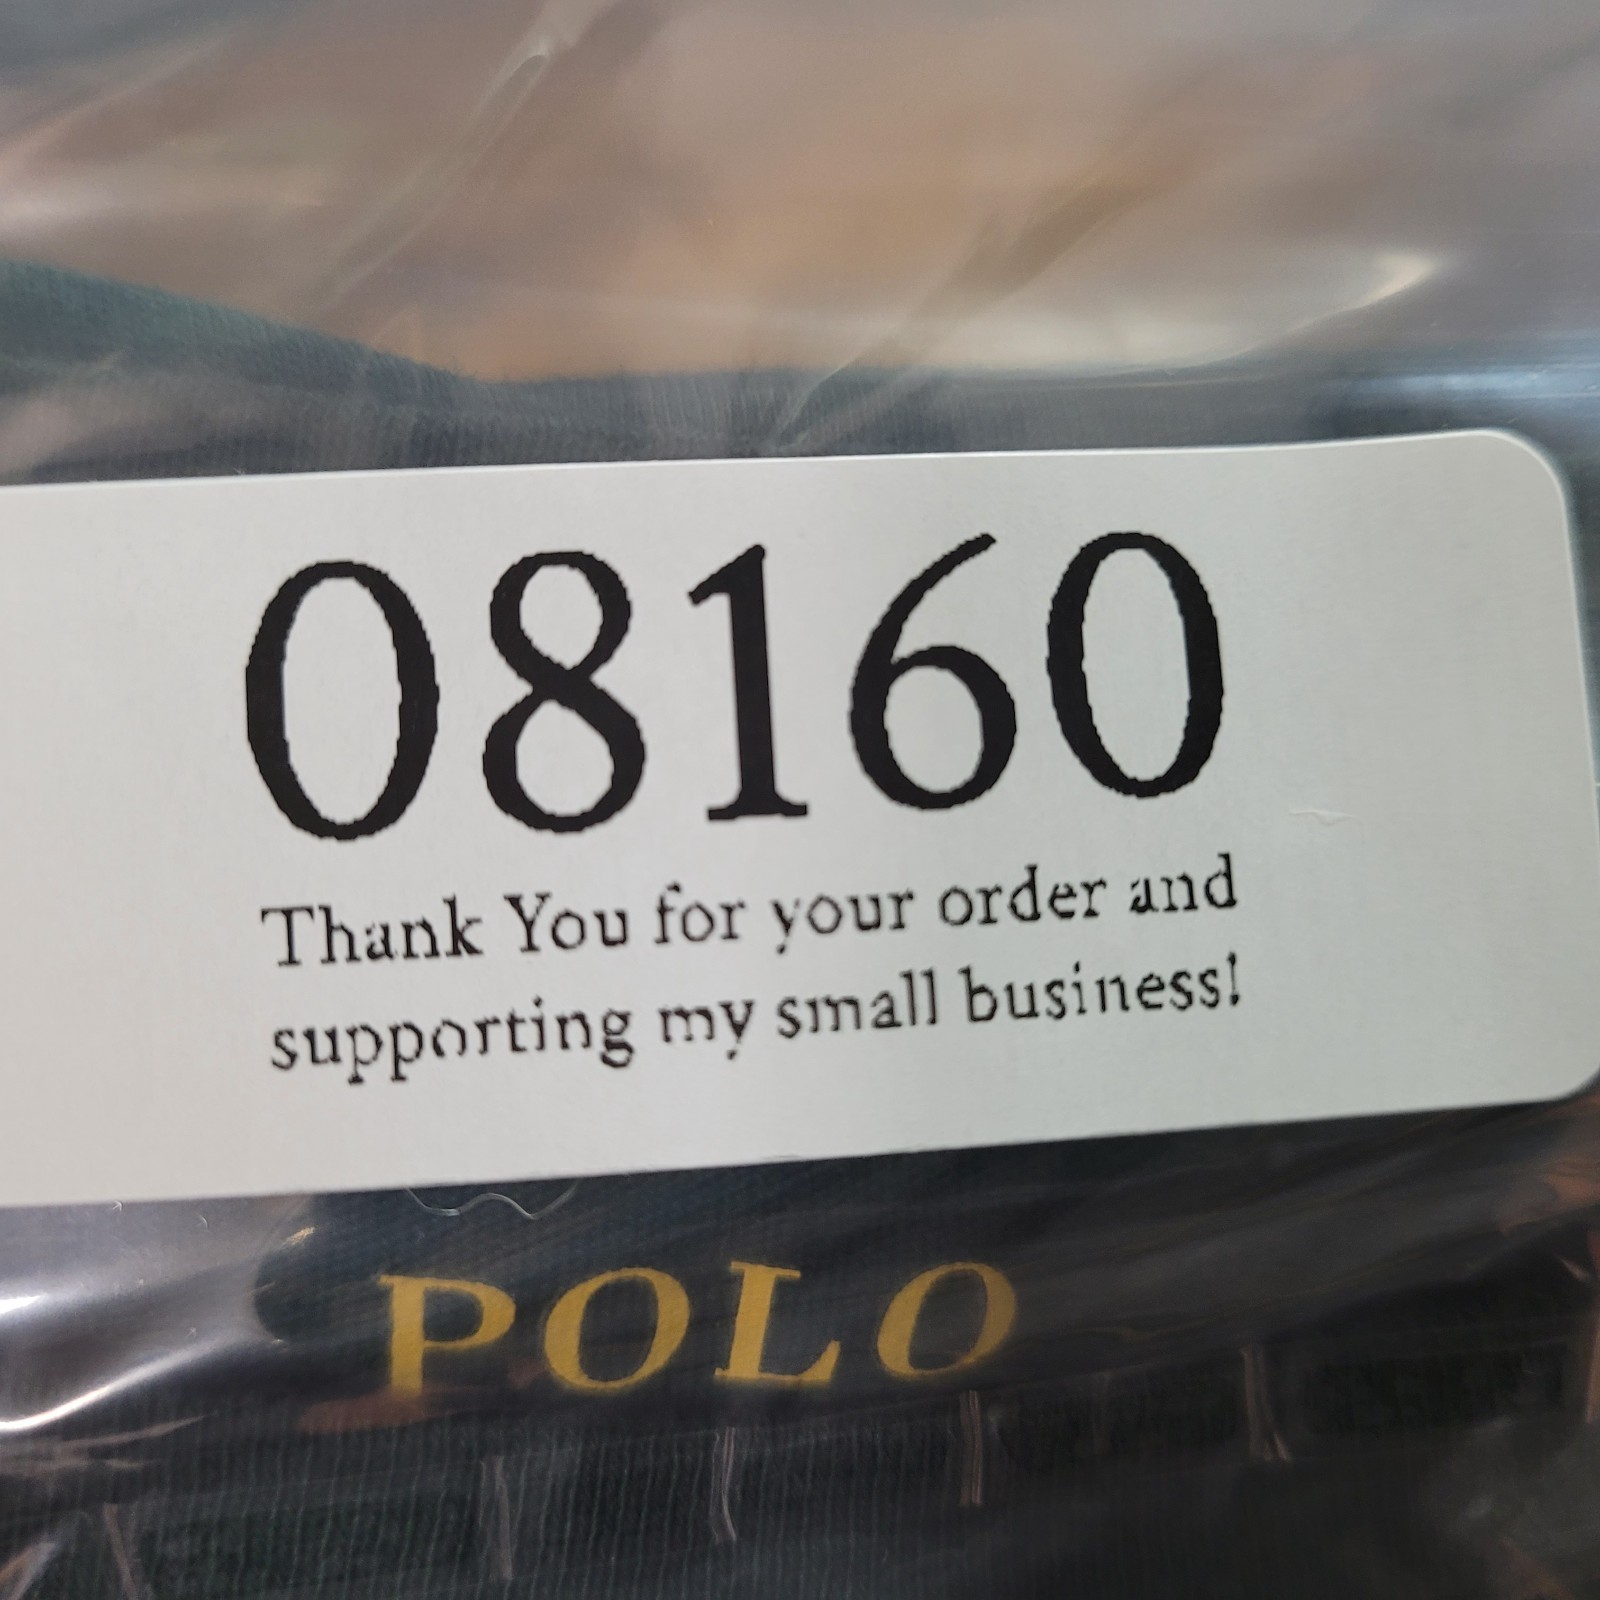 08160
Thank You for your order and
supporting my small business!
POLO